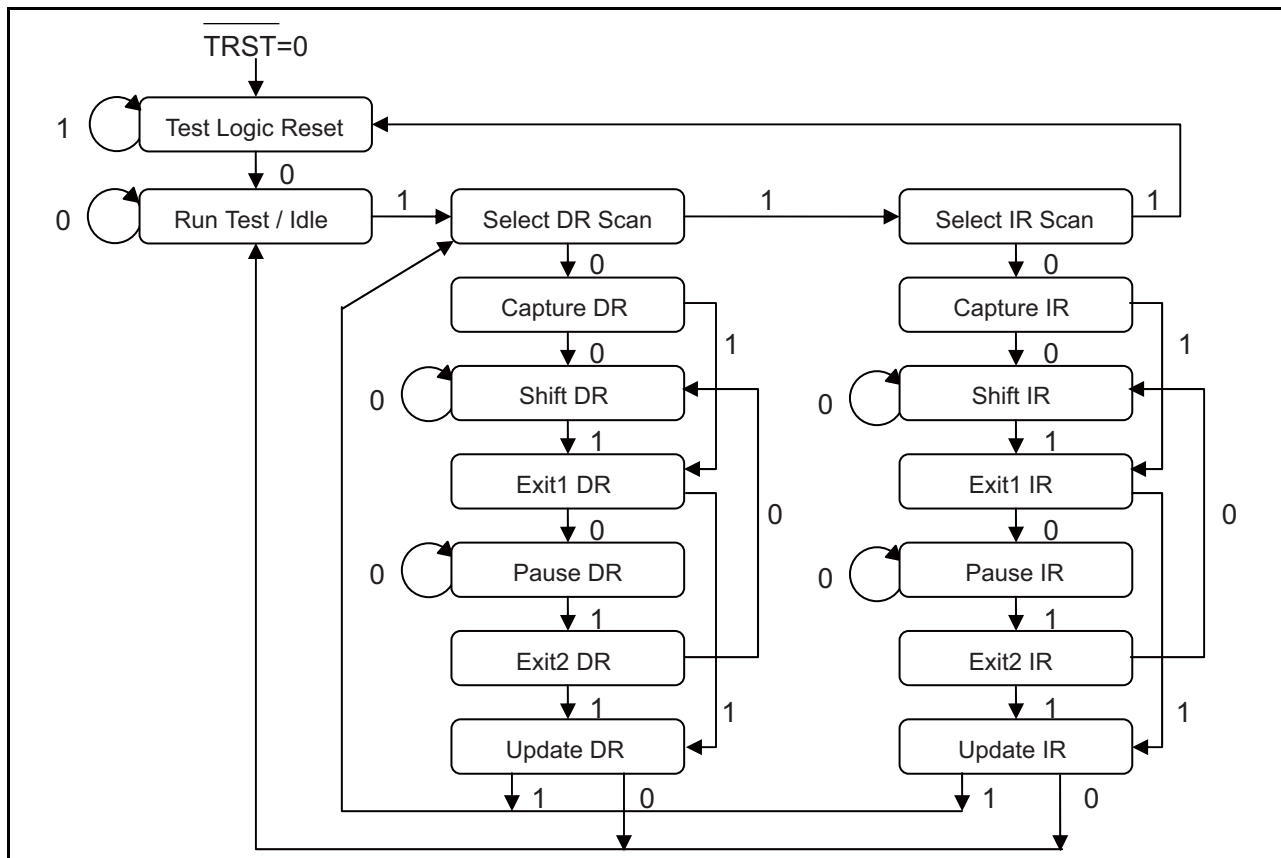 TRST=0
1
Test Logic Reset
0
0
Run Test / Idle
1
Select DR Scan
1
Select IR Scan
1
0
0
Capture DR
Capture IR
1
1
0
0
0
Shift DR
0
Shift IR
1
1
Exit1 DR
Exit1 IR
0
0
0
0
0
Pause DR
0
Pause IR
1
1
Exit2 DR
Exit2 IR
1
1
1
1
Update DR
Update IR
1
0
1
0